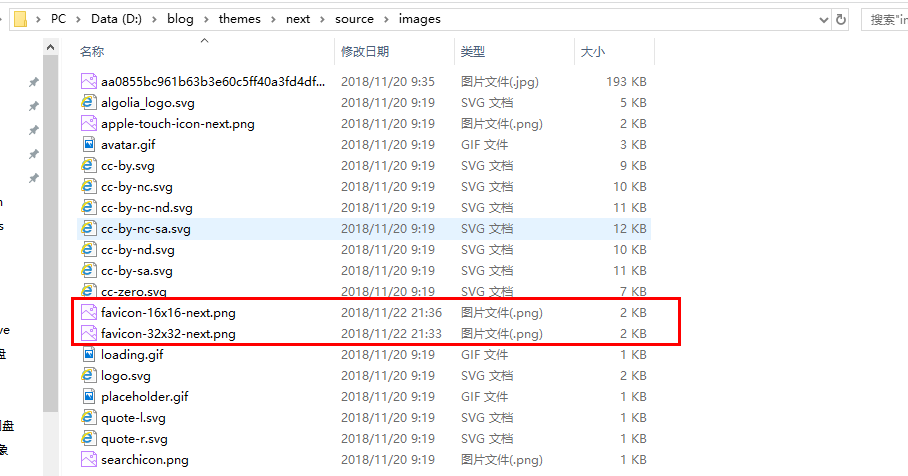 PC > Data (D:) > blog > themes > next > source > images
搜索"in
名称 修改日期 类型 大小
aa0855bc961b63b3e60c5ff40a3fd4df... 2018/11/20 9:35 图片文件(.jpg) 193 KB
algolia_logo.svg 2018/11/20 9:19 SVG 文档 5 KB
apple-touch-icon-next.png 2018/11/20 9:19 图片文件(.png) 2 KB
avatar.gif 2018/11/20 9:19 GIF 文件 3 KB
cc-by.svg 2018/11/20 9:19 SVG 文档 9 KB
cc-by-nc.svg 2018/11/20 9:19 SVG 文档 10 KB
cc-by-nc-nd.svg 2018/11/20 9:19 SVG 文档 11 KB
cc-by-nc-sa.svg 2018/11/20 9:19 SVG 文档 12 KB
cc-by-nd.svg 2018/11/20 9:19 SVG 文档 10 KB
cc-by-sa.svg 2018/11/20 9:19 SVG 文档 11 KB
cc-zero.svg 2018/11/20 9:19 SVG 文档 7 KB
favicon-16x16-next.png 2018/11/22 21:36 图片文件(.png) 2 KB
favicon-32x32-next.png 2018/11/22 21:33 图片文件(.png) 2 KB
loading.gif 2018/11/20 9:19 GIF 文件 1 KB
logo.svg 2018/11/20 9:19 SVG 文档 2 KB
placeholder.gif 2018/11/20 9:19 GIF 文件 1 KB
quote-l.svg 2018/11/20 9:19 SVG 文档 1 KB
quote-r.svg 2018/11/20 9:19 SVG 文档 1 KB
searchicon.png 2018/11/20 9:19 图片文件(.png) 1 KB